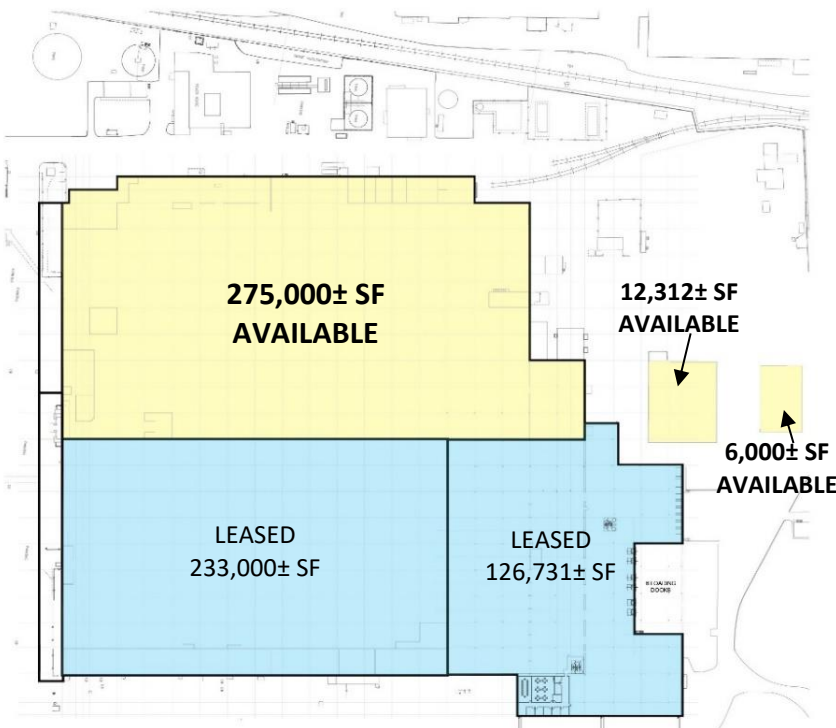 275,000± SF
AVAILABLE
12,312± SF
AVAILABLE
6,000± SF
AVAILABLE
LEASED
233,000± SF
LEASED
126,731± SF